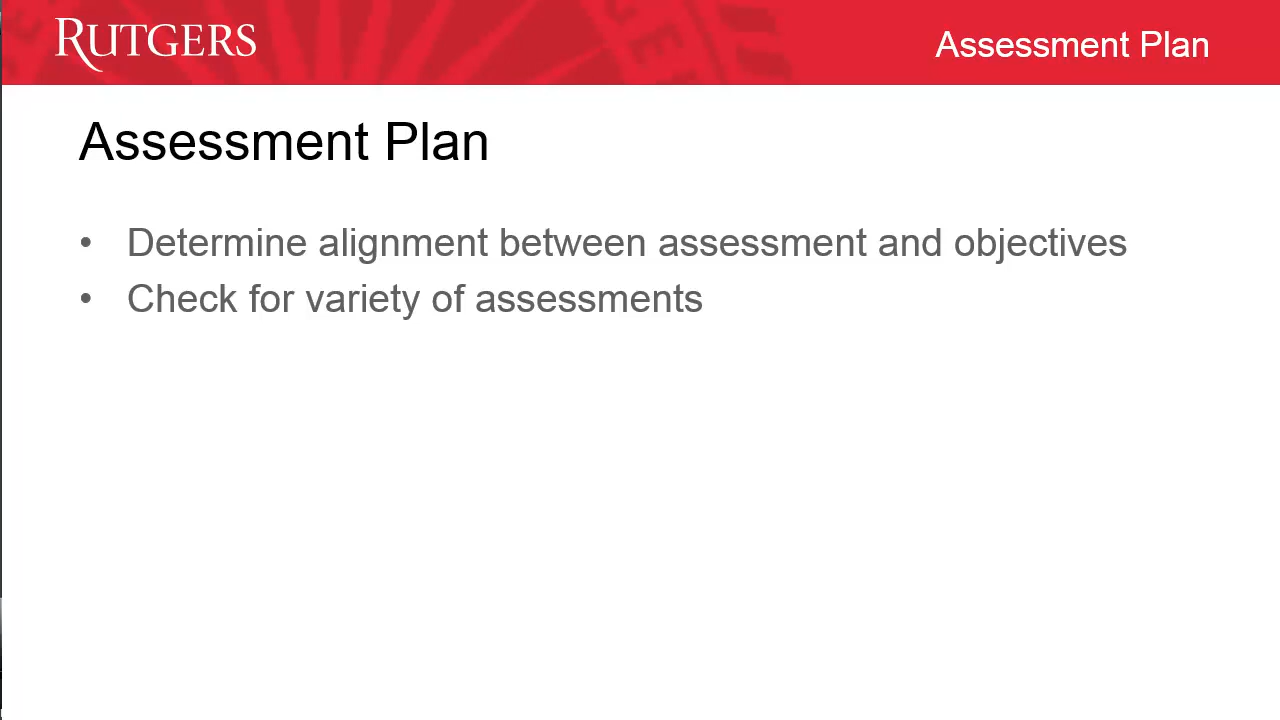 RUTGERS
Assessment Plan
Assessment Plan
• Determine alignment between assessment and objectives
• Check for variety of assessments